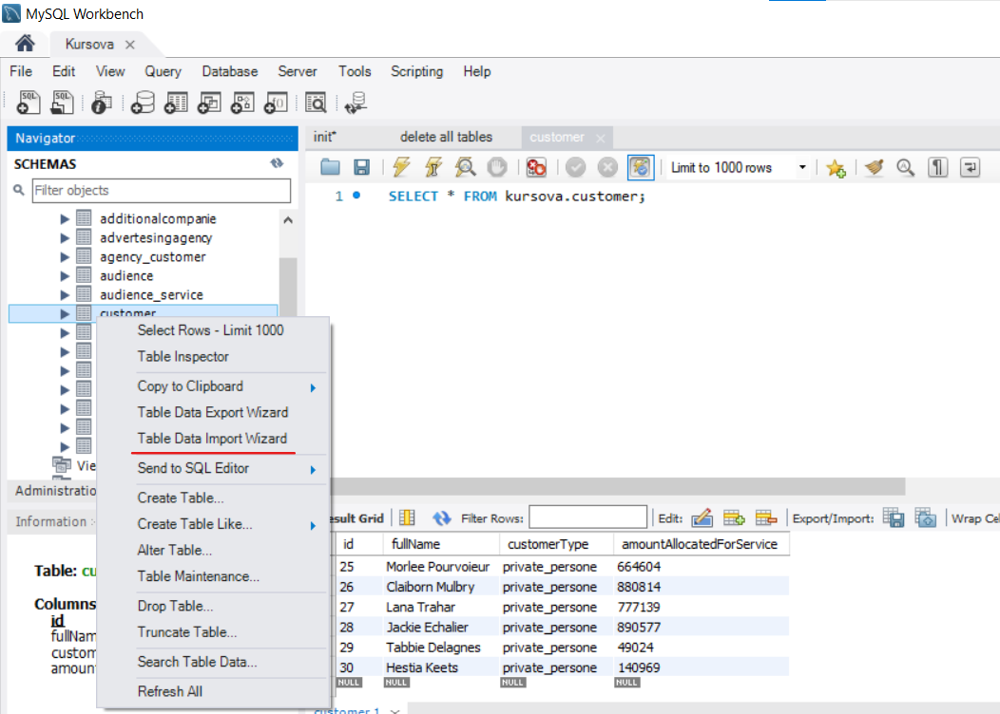 MySQL Workbench
Kursova
File Edit View Query Database Server Tools Scripting Help
Navigator
init* delete all tables customer
SCHEMAS
Limit to 1000 rows
Filter objects
1 SELECT * FROM kursova.customer;
additionalcompanie
advertesingagency
agency_customer
audience
audience_service
customer
Select Rows - Limit 1000
Table Inspector
Copy to Clipboard
Table Data Export Wizard
Table Data Import Wizard
Send to SQL Editor
Create Table...
Create Table Like...
Alter Table...
Table Maintenance...
Drop Table...
Truncate Table...
Search Table Data...
Refresh All
Vie
Administratio
Information
Table: cu
Columns
id
fullNam
custom
amoun
esult Grid Filter Rows: Edit: Export/Import: Wrap Cel
id fullName customerType amountAllocatedForService
25 Morlee Pourvoieur private_persone 664604
26 Claiborn Mulbry private_persone 880814
27 Lana Trahar private_persone 777139
28 Jackie Echalier private_persone 890577
29 Tabbie Delagnes private_persone 49024
30 Hestia Keets private_persone 140969
NULL NULL NULL NULL
customer 1